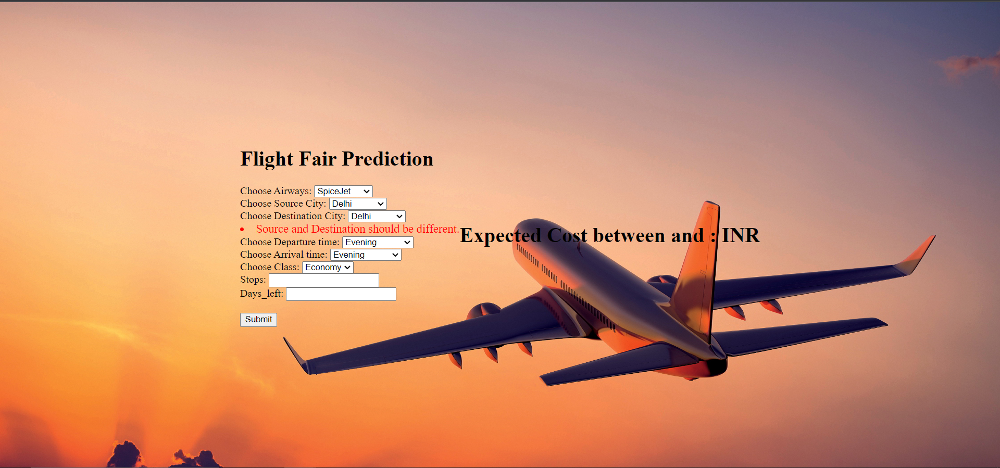 Flight Fair Prediction
Choose Airways: SpiceJet
Choose Source City: Delhi
Choose Destination City: Delhi
Source and Destination should be different.
Expected Cost between and : INR
Choose Departure time: Evening
Choose Arrival time: Evening
Choose Class: Economy
Stops:
Days_left:
Submit